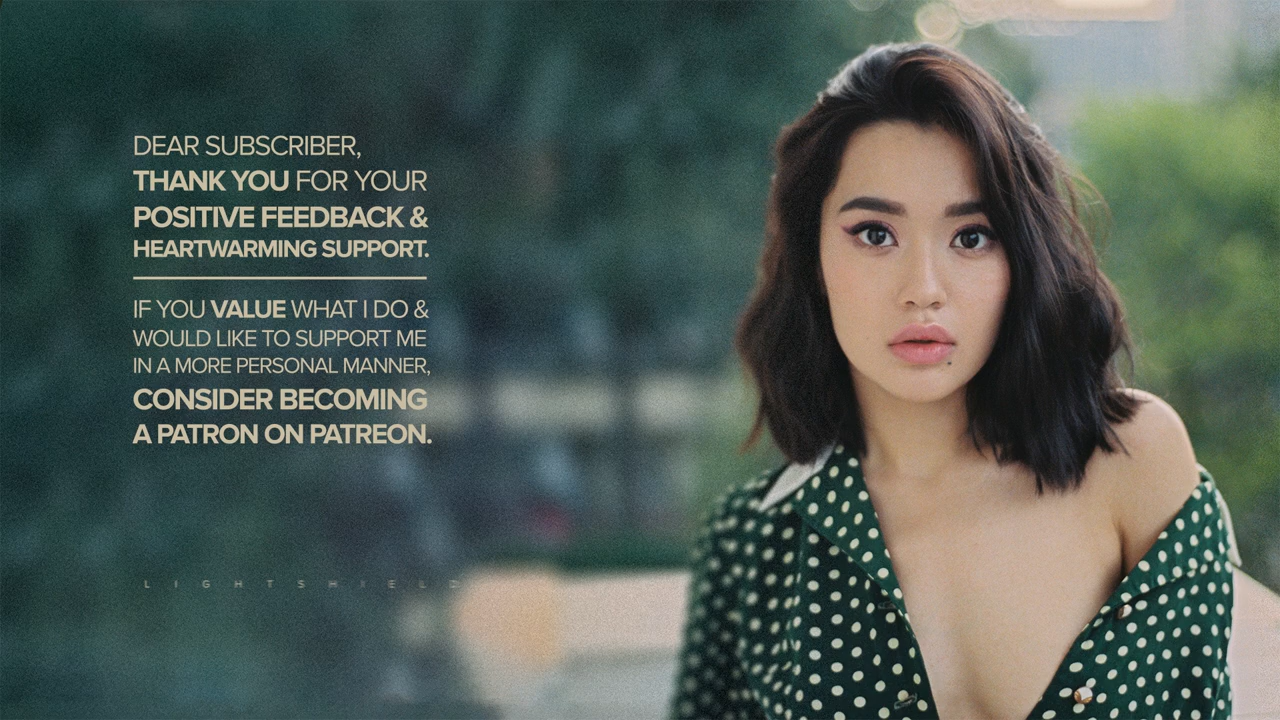 DEAR SUBSCRIBER,
THANK YOU FOR YOUR
POSITIVE FEEDBACK &
HEARTWARMING SUPPORT.
IF YOU VALUE WHAT I DO &
WOULD LIKE TO SUPPORT ME
IN A MORE PERSONAL MANNER,
CONSIDER BECOMING
A PATRON ON PATREON.
LIGHTSHIELD